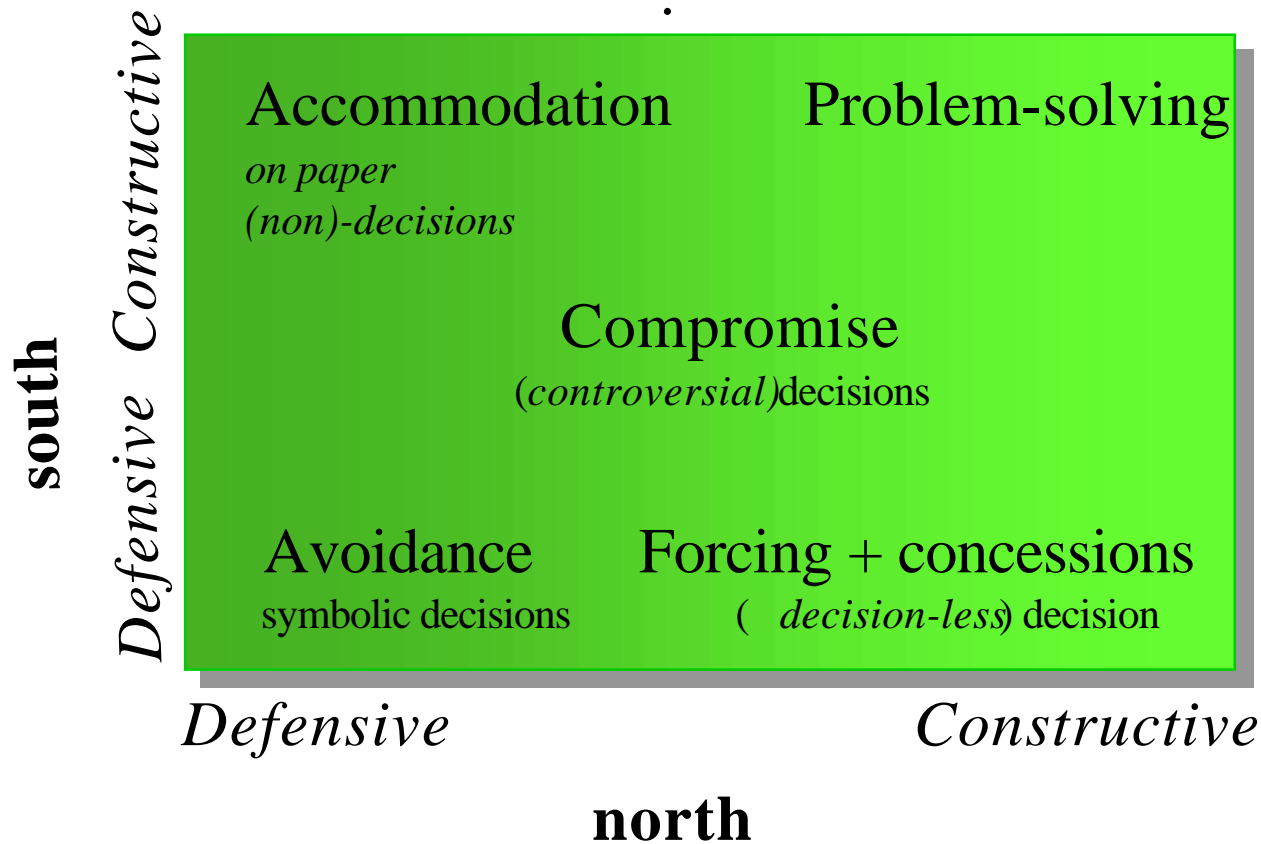 .
Accommodation Problem-solving
on paper
(non)-decisions
Compromise
(controversial)decisions
Avoidance Forcing + concessions
symbolic decisions ( decision-less) decision
south
Defensive Constructive
Defensive Constructive
north